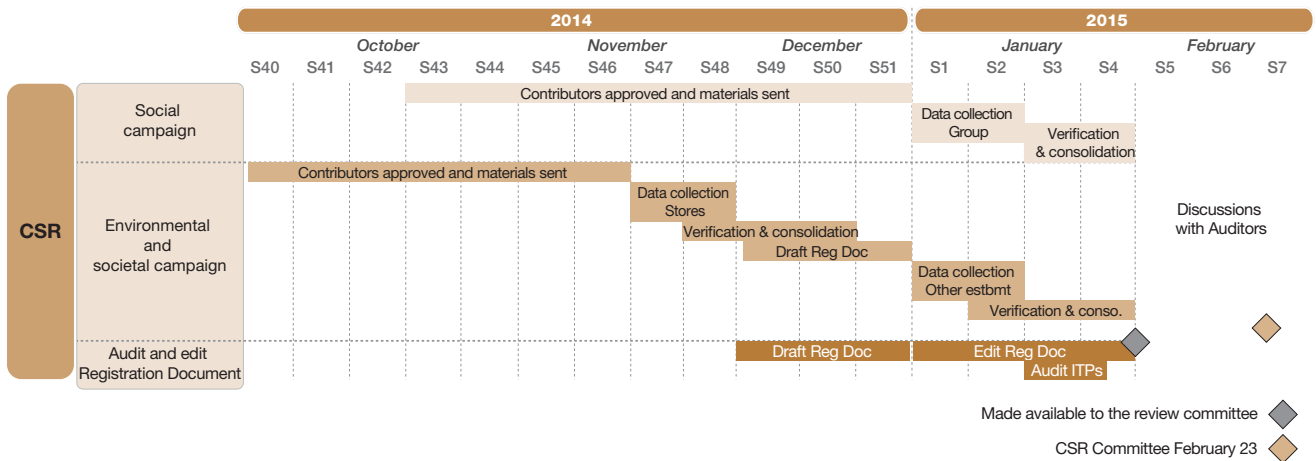 2014
2015
October
November
December
January
February
S40
S41
S42
S43
S44
S45
S46
S47
S48
S49
S50
S51
S1
S2
S3
S4
S5
S6
S7
CSR
Social
campaign
Contributors approved and materials sent
Data collection
Group
Verification
& consolidation
Environmental
and
societal campaign
Contributors approved and materials sent
Data collection
Stores
Verification & consolidation
Draft Reg Doc
Data collection
Other estbmt
Verification & conso.
Discussions
with Auditors
Audit and edit
Registration Document
Draft Reg Doc
Edit Reg Doc
Audit ITPs
Made available to the review committee
CSR Committee February 23